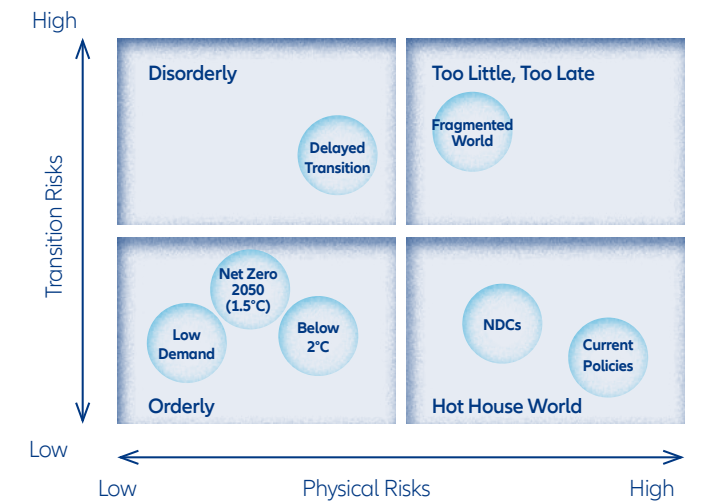 High
Transition Risks
Disorderly
Delayed
Transition
Too Little, Too Late
Fragmented
World
Net Zero
2050
(1.5°C)
Low
Demand
Below
2°C
Orderly
NDCs
Current
Policies
Hot House World
Low
Low
Physical Risks
High